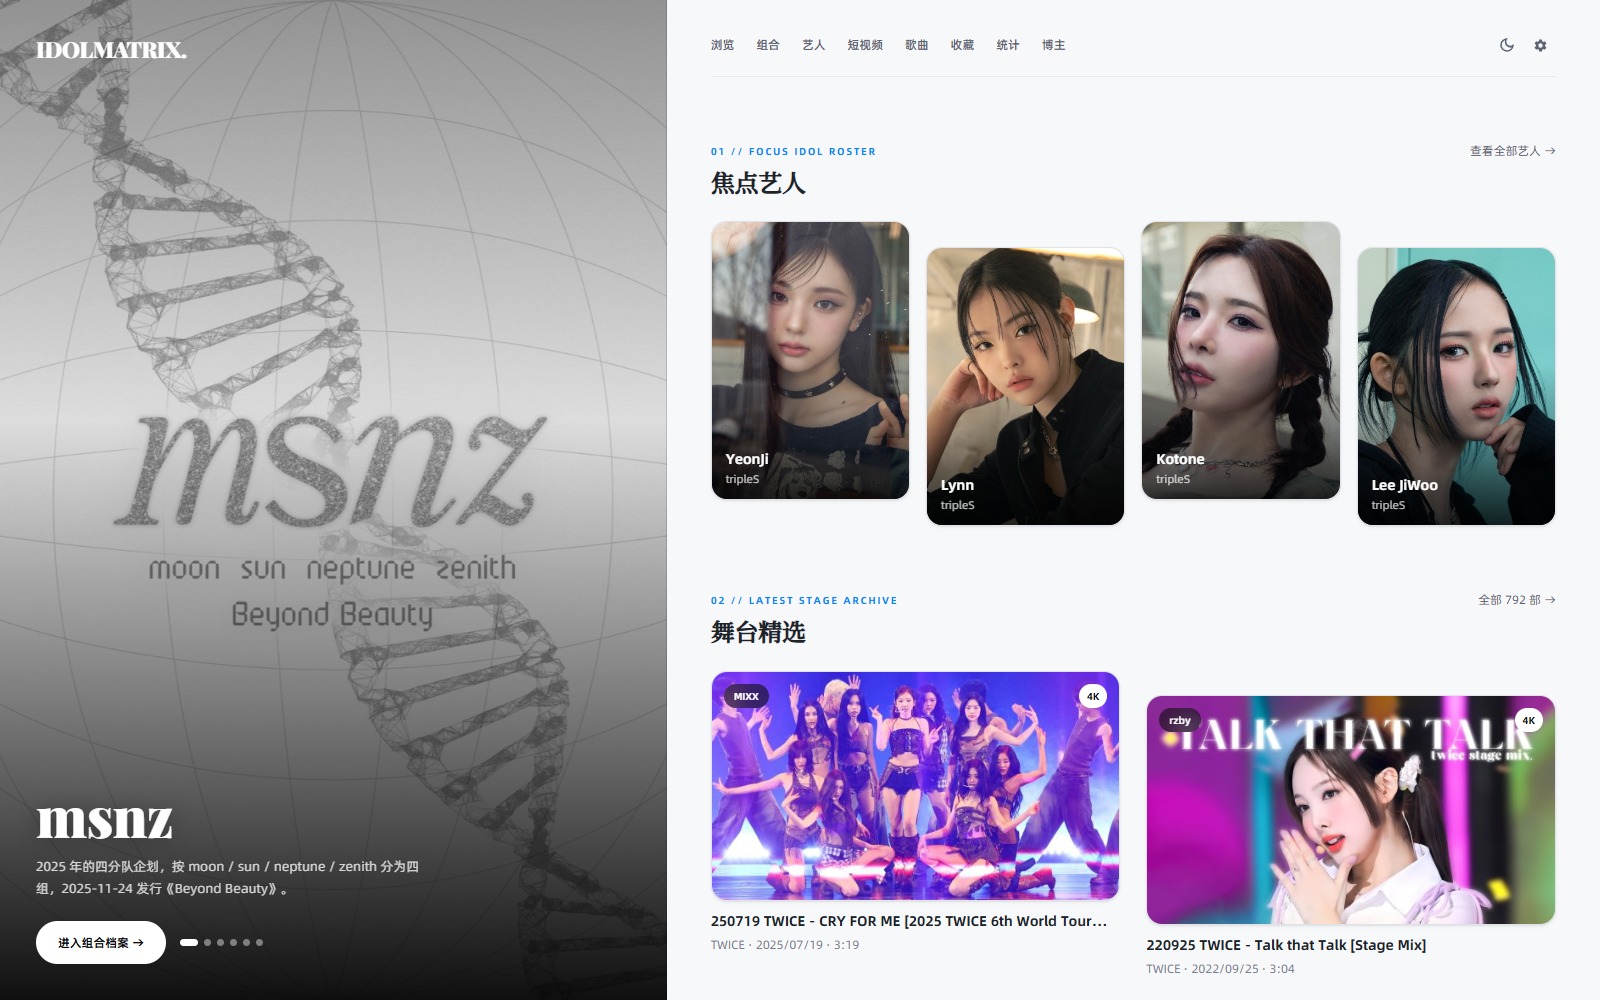 IDOLMATRIX.
msnz
moon sun neptune zenith
Beyond Beauty
msnz
2025 年的四分队企划，按 moon / sun / neptune / zenith 分为四
组，2025-11-24 发行《Beyond Beauty》。
进入组合档案 →
浏览 组合 艺人 短视频 歌曲 收藏 统计 博主
01 // FOCUS IDOL ROSTER
查看全部艺人 →
焦点艺人
YeonJi
tripleS
Lynn
tripleS
Kotone
tripleS
Lee JiWoo
tripleS
02 // LATEST STAGE ARCHIVE
全部 792 部 →
舞台精选
MIXX
4K
250719 TWICE - CRY FOR ME [2025 TWICE 6th World Tour...
TWICE · 2025/07/19 · 3:19
rzby
4K
TALK THAT TALK
twice stage mix.
220925 TWICE - Talk that Talk [Stage Mix]
TWICE · 2022/09/25 · 3:04